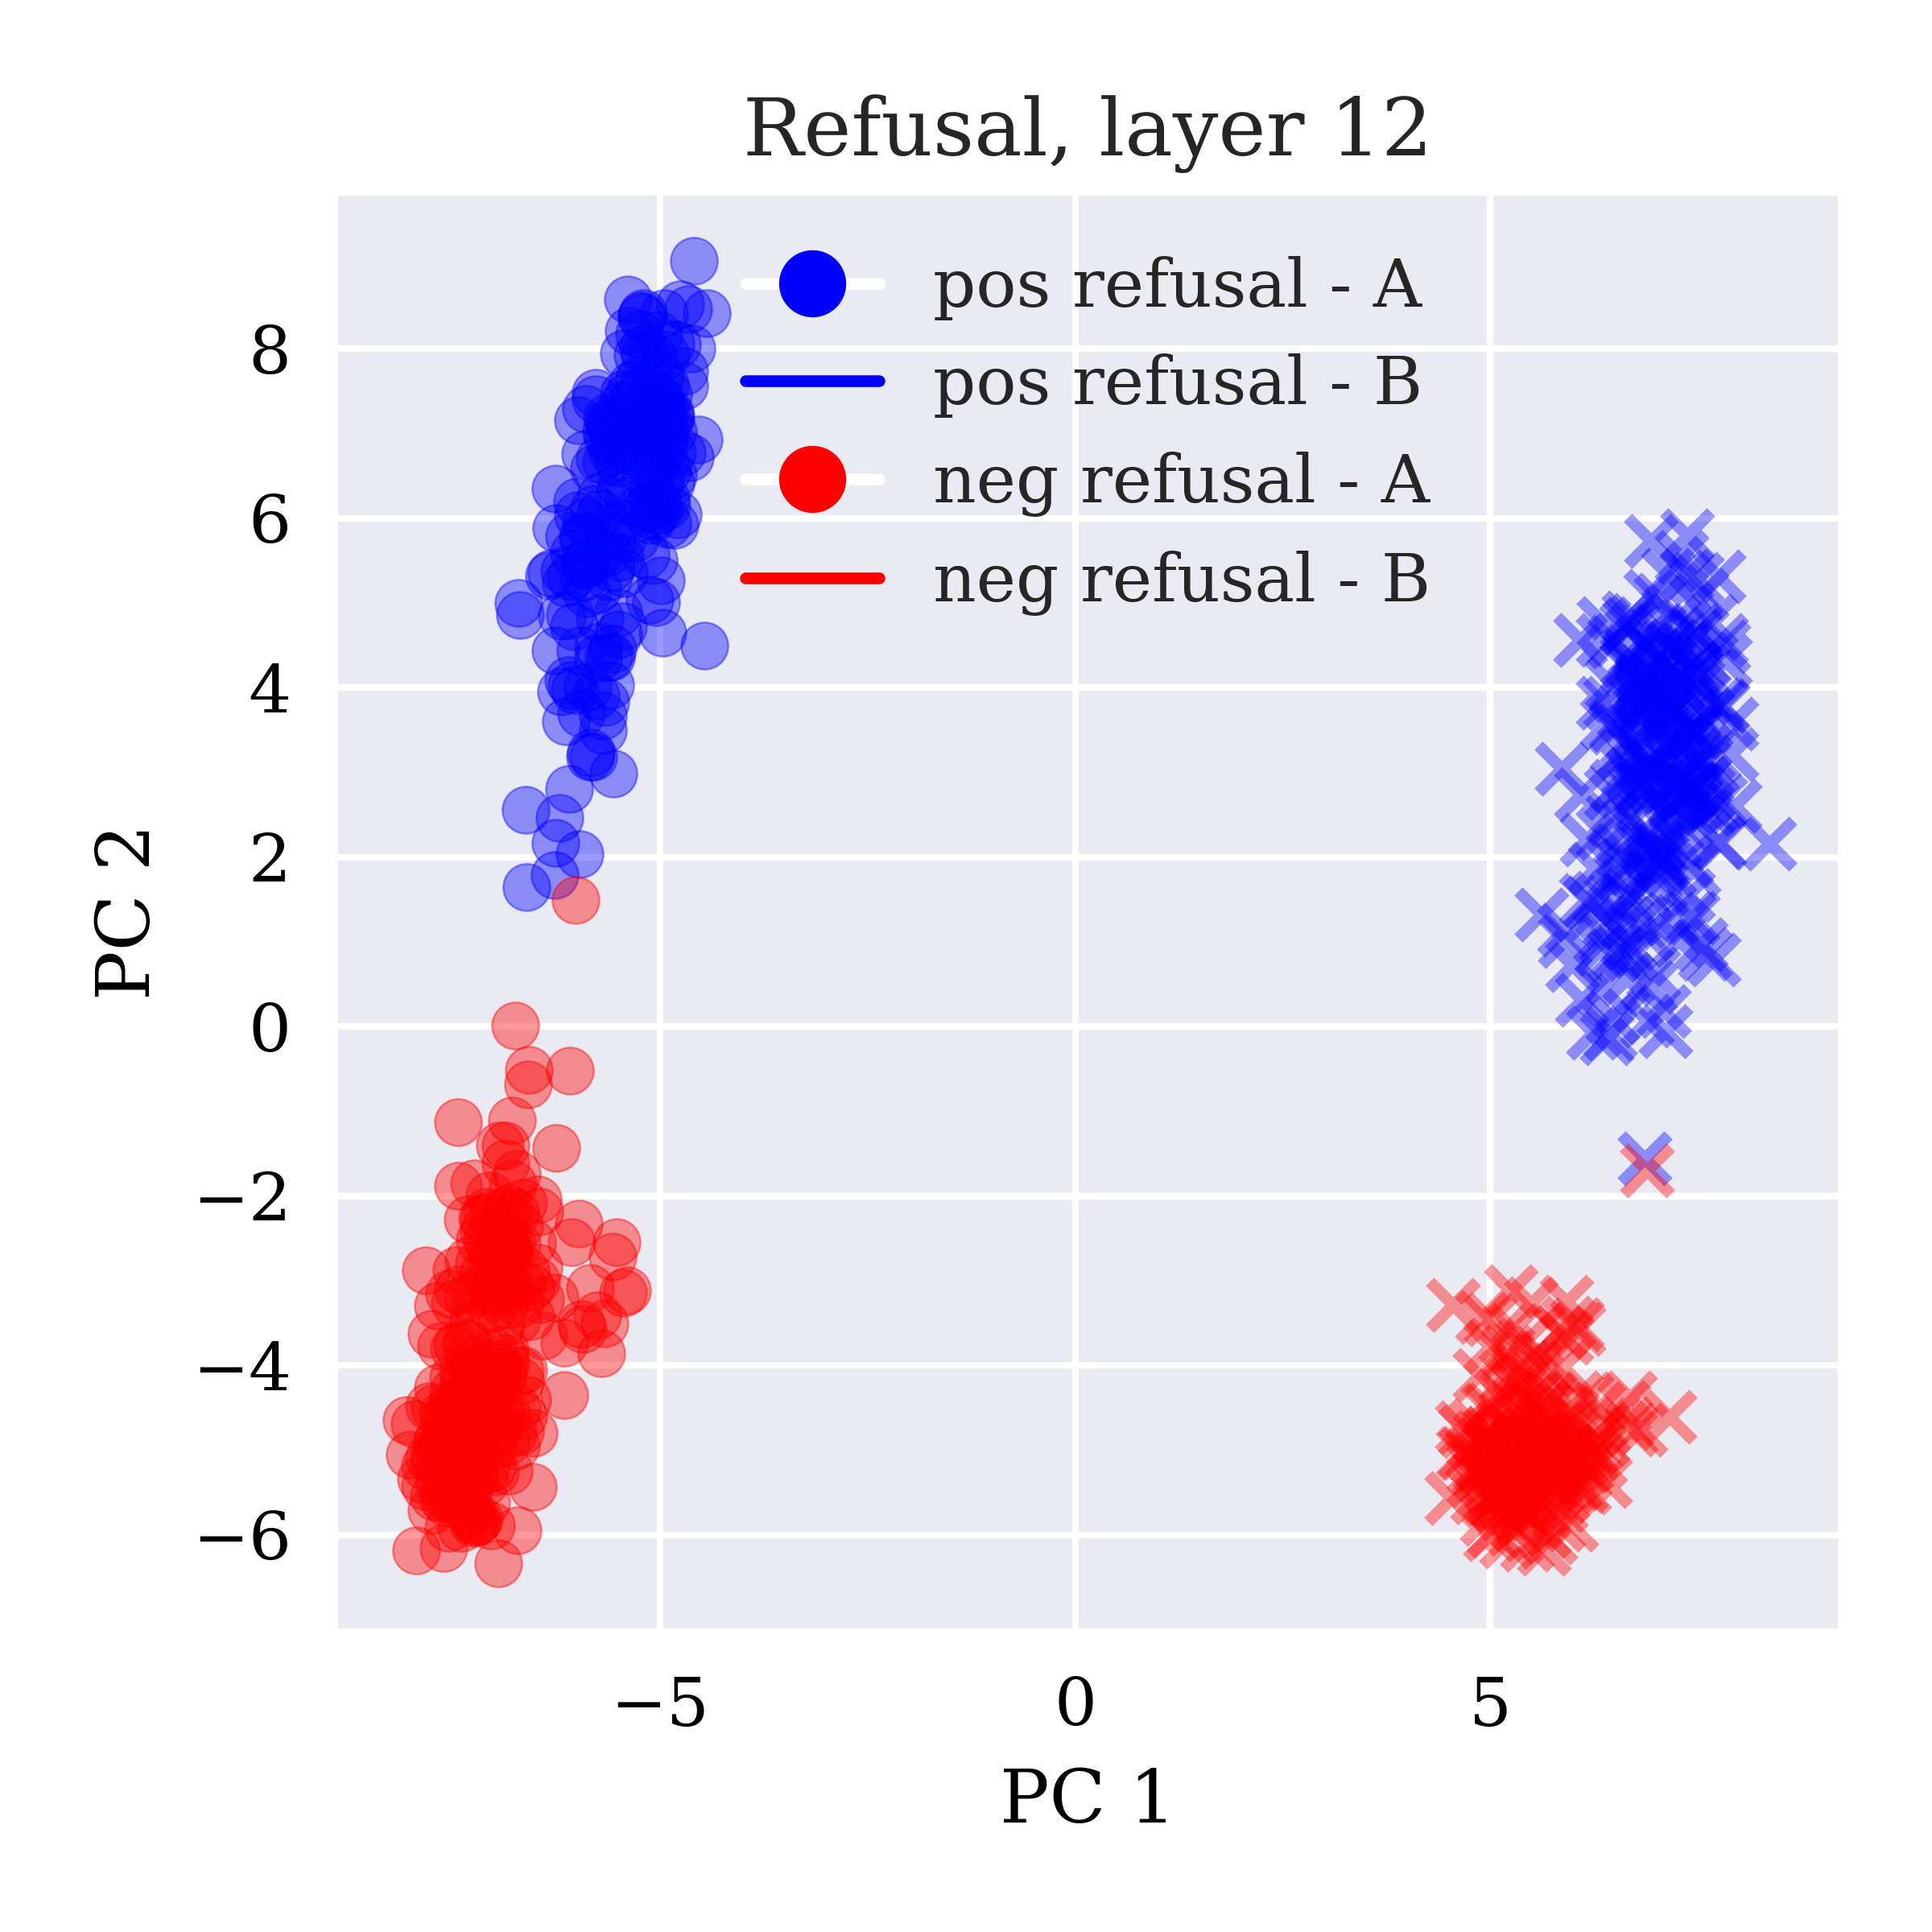 Refusal, layer 12
pos refusal - A
pos refusal - B
neg refusal - A
neg refusal - B
PC 2
8
6
4
2
0
−2
−4
−6
−5
0
5
PC 1